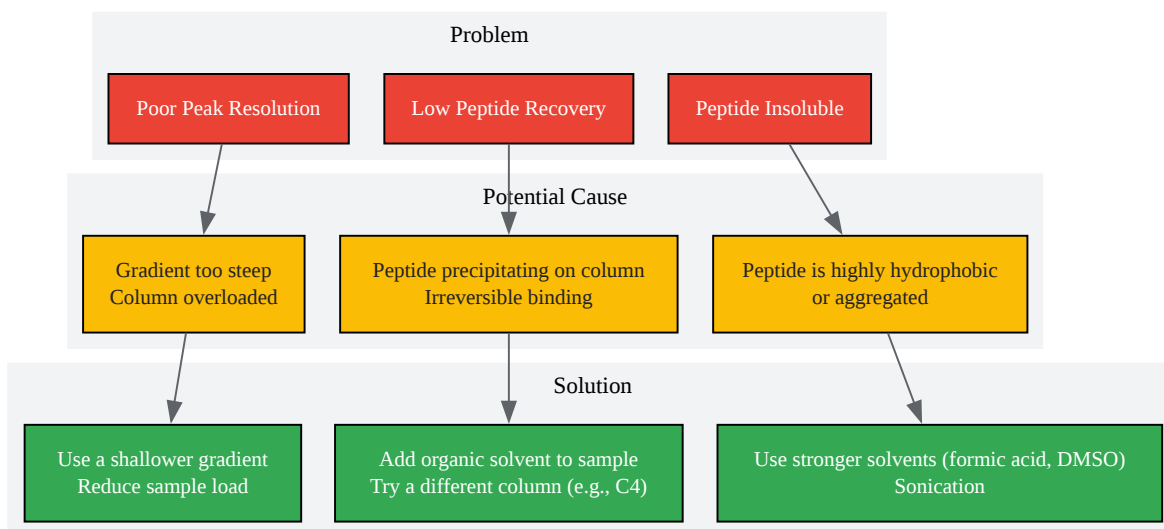 Problem
Poor Peak Resolution
Low Peptide Recovery
Peptide Insoluble
Potential Cause
Gradient too steep
Column overloaded
Peptide precipitating on column
Irreversible binding
Peptide is highly hydrophobic
or aggregated
Solution
Use a shallower gradient
Reduce sample load
Add organic solvent to sample
Try a different column (e.g., C4)
Use stronger solvents (formic acid, DMSO)
Sonication